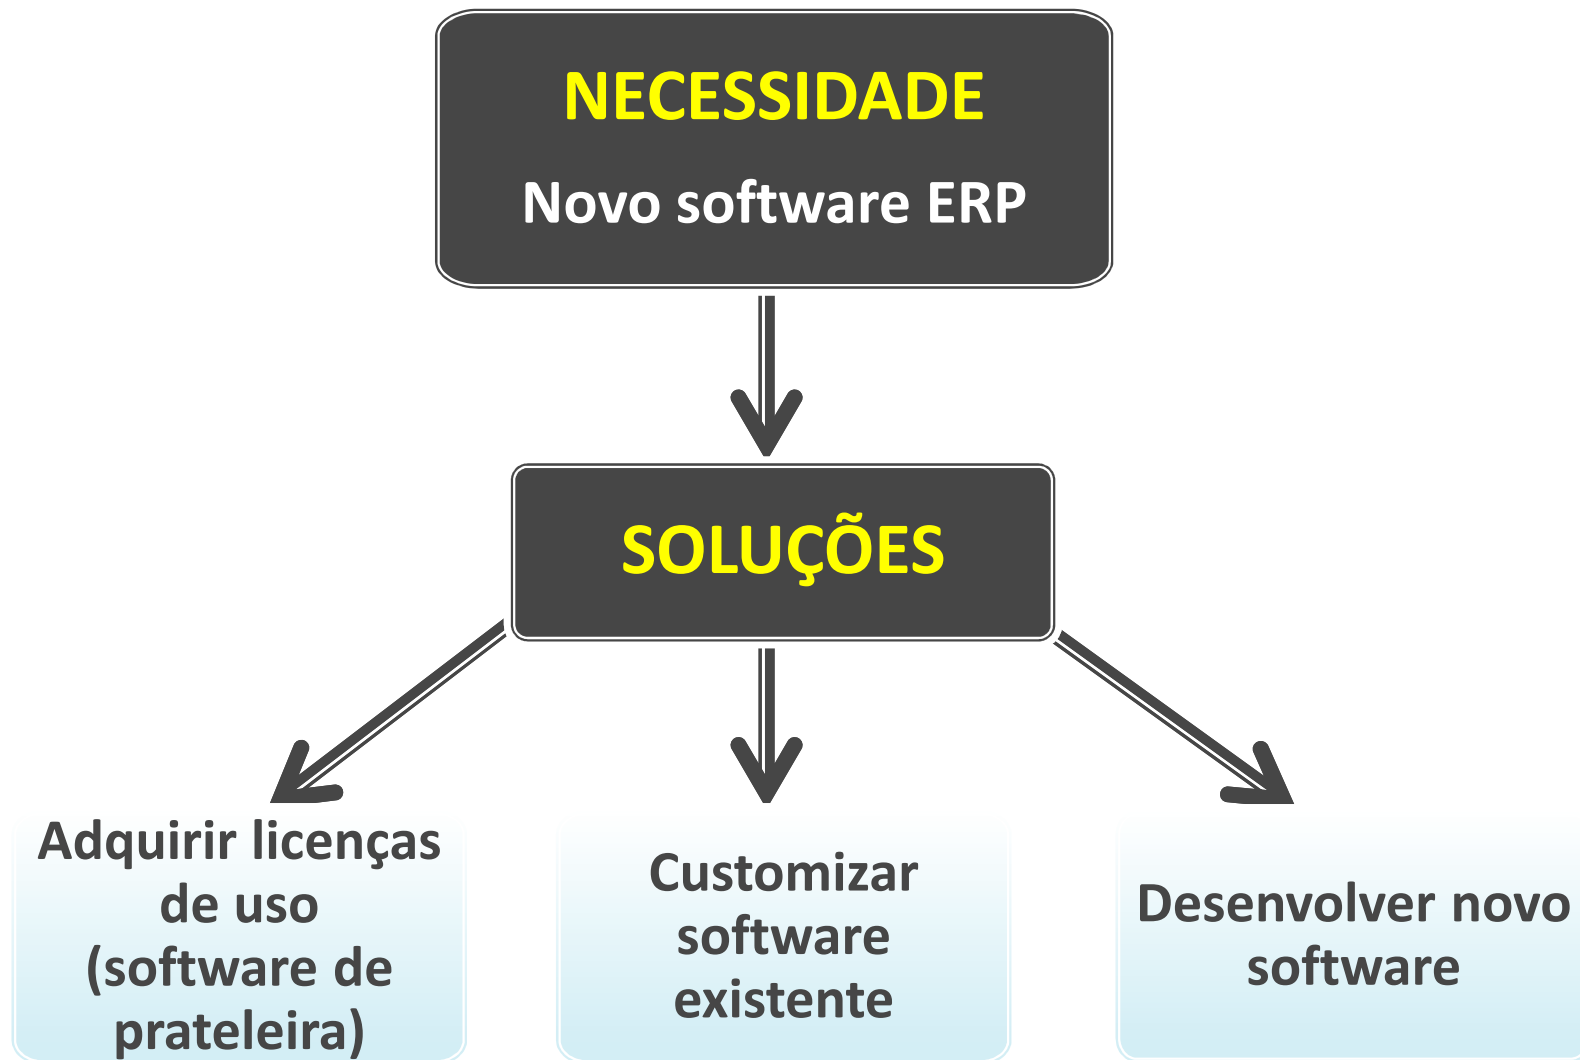 NECESSIDADE
Novo software ERP
SOLUÇÕES
Adquirir licenças
de uso
(software de
prateleira)
Customizar
software
existente
Desenvolver novo
software